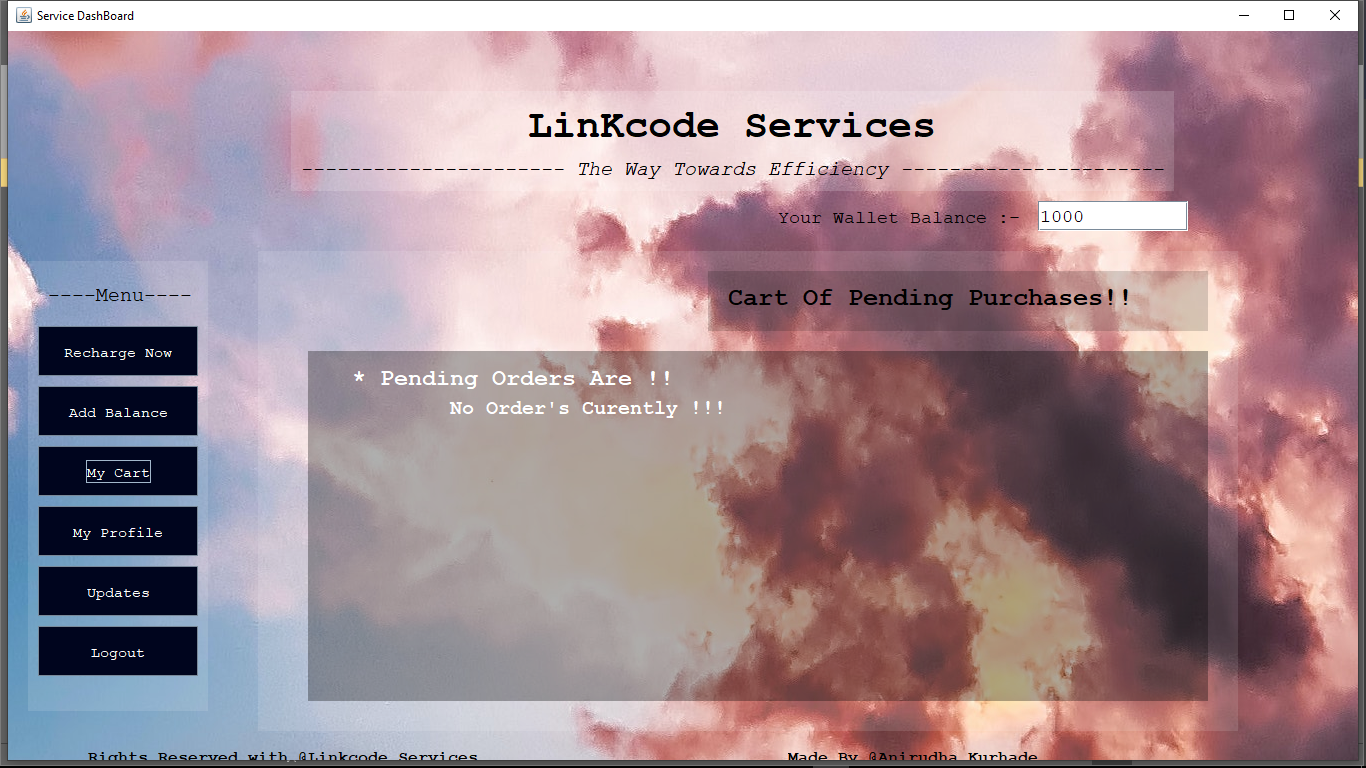 Service DashBoard
LinKcode Services
---------------------- The Way Towards Efficiency ----------------------
Your Wallet Balance :- 1000
----Menu----
Cart Of Pending Purchases!!
Recharge Now
* Pending Orders Are !!
No Order's Curently !!!
Add Balance
My Cart
My Profile
Updates
Logout
Rights Reserved with @Linkcode Services
Made By @Anirudha Kurhade